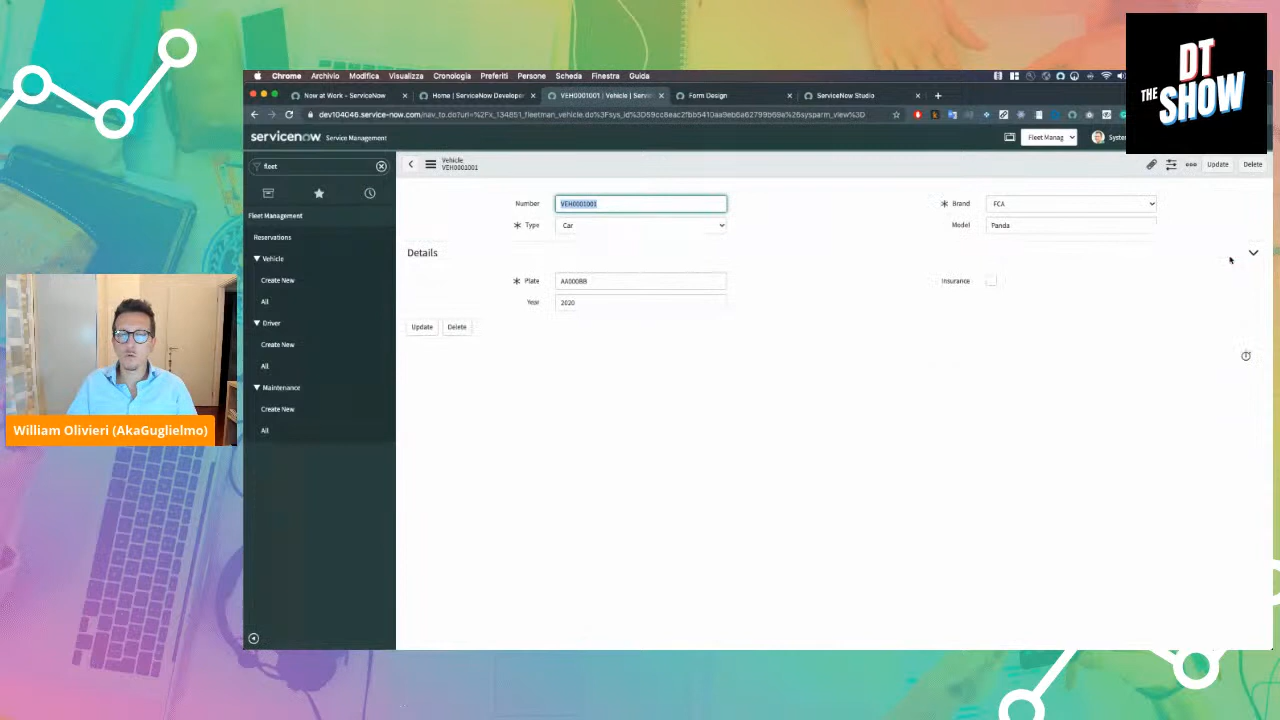 DT
THE SHOW
Chrome Archivio Modifica Visualizza Cronologia Preferiti Persone Scheda Finestra Guida
Now at Work - ServiceNow
Home | ServiceNow Developer
VEH0001001 | Vehicle | Servic
Form Design
ServiceNow Studio
servicenow Service Management
Fleet Manag
System
fleet
Vehicle
VEH0001001
Update
Delete
Fleet Management
Reservations
Vehicle
Create New
All
Driver
Create New
All
Maintenance
Create New
All
Number VEH0001001
Brand FCA
Type Car
Model Panda
Details
Plate AA000BB
Insurance
Year 2020
Update Delete
William Olivieri (AkaGuglielmo)